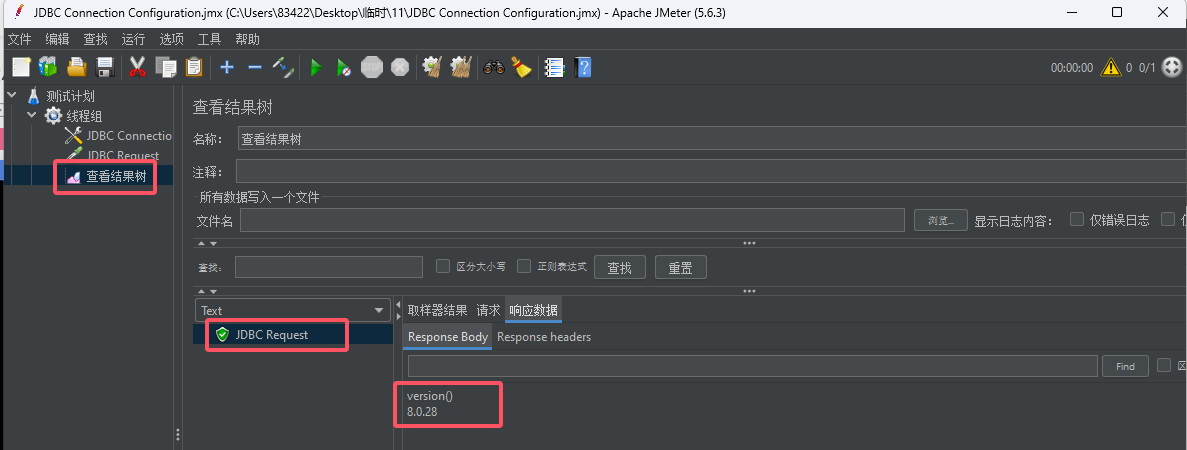 JDBC Connection Configuration.jmx (C:\Users\83422\Desktop\临时\11\JDBC Connection Configuration.jmx) - Apache JMeter (5.6.3)
文件 编辑 查找 运行 选项 工具 帮助
00:00:00 0 0/1
测试计划
线程组
JDBC Connectio
JDBC Request
查看结果树
查看结果树
名称： 查看结果树
注释：
所有数据写入一个文件
文件名 浏览... 显示日志内容： 仅错误日志 仅
查找: 区分大小写 正则表达式 查找 重置
Text
JDBC Request
取样器结果 请求 响应数据
Response Body Response headers
Find 区
version()
8.0.28